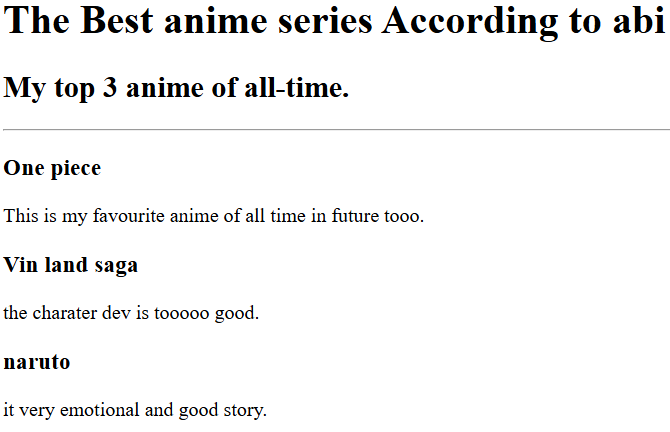 The Best anime series According to abi
My top 3 anime of all-time.
One piece
This is my favourite anime of all time in future tooo.
Vin land saga
the charater dev is tooooo good.
naruto
it very emotional and good story.